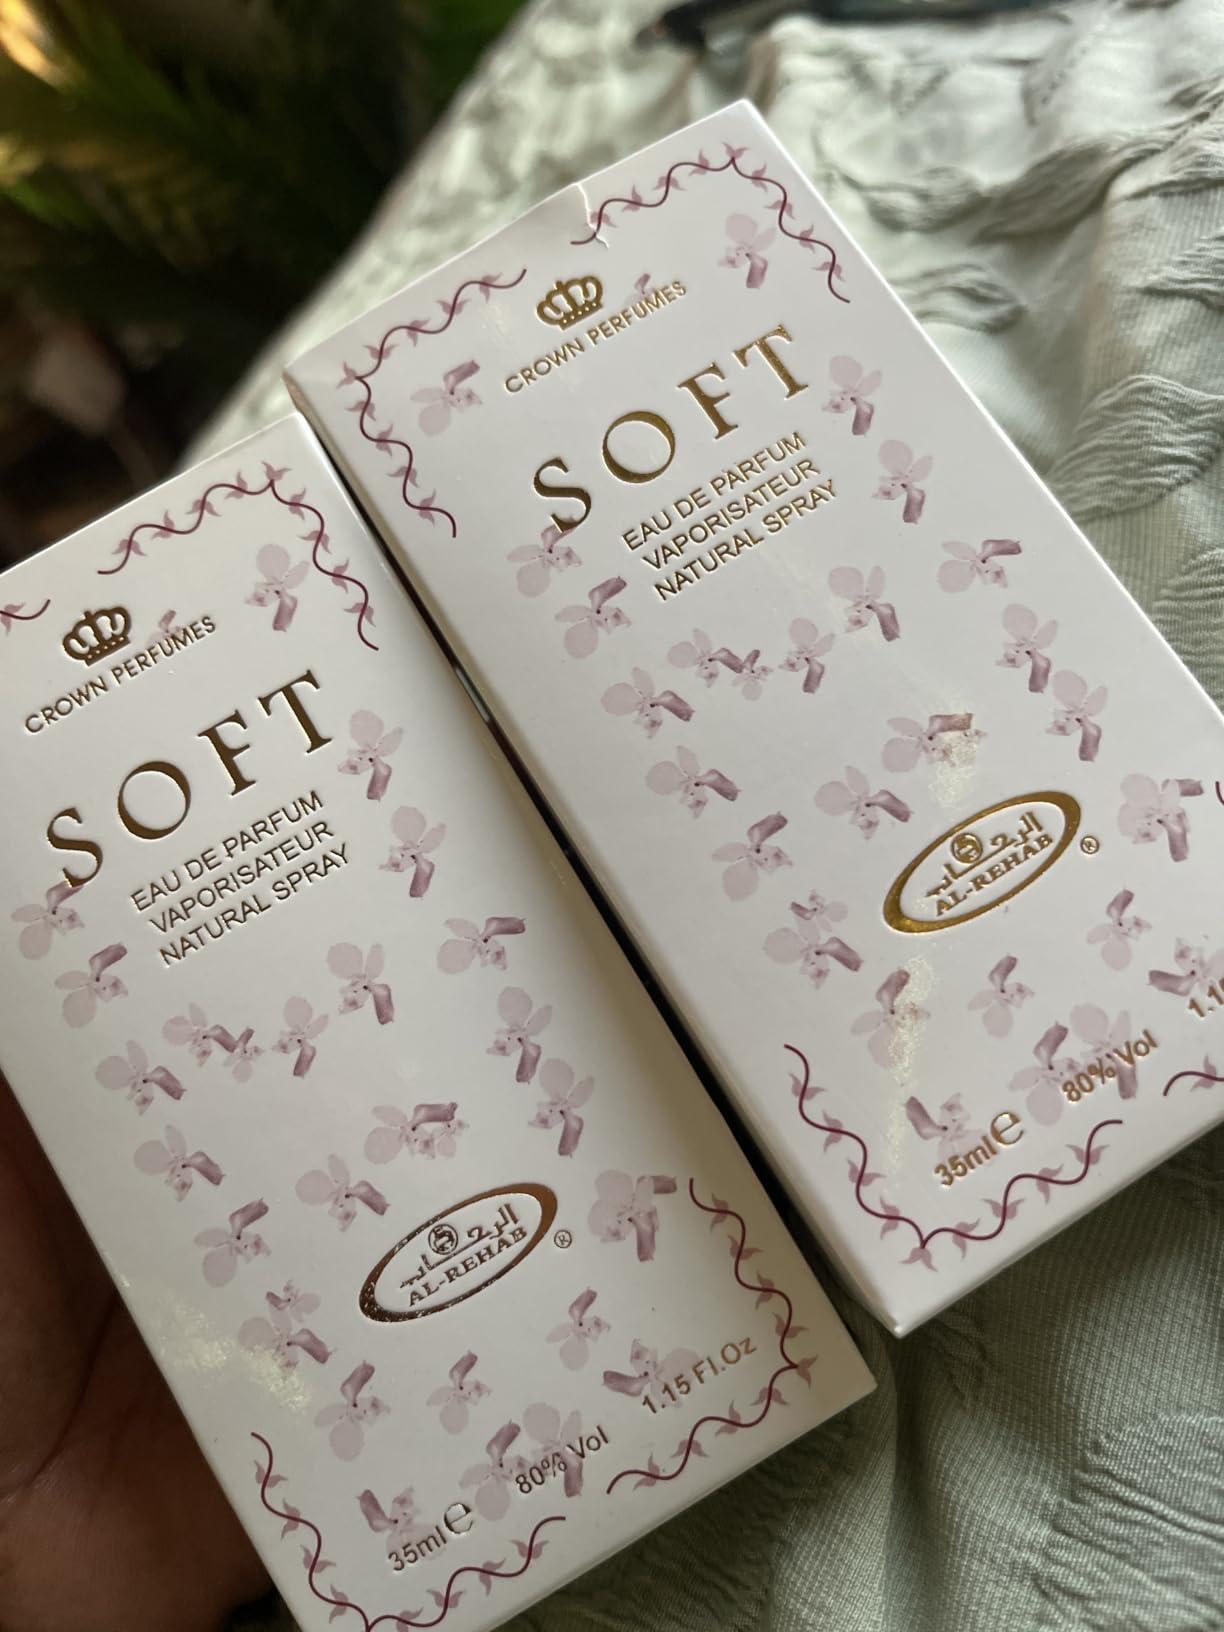 CROWN PERFUMES
SOFT
EAU DE PARFUM
VAPORISATEUR
NATURAL SPRAY
الرحاب
AL-REHAB ®
35ml e 80% Vol 1.15 Fl.Oz
CROWN PERFUMES
SOFT
EAU DE PARFUM
VAPORISATEUR
NATURAL SPRAY
الرحاب
AL-REHAB ®
35ml e 80% Vol